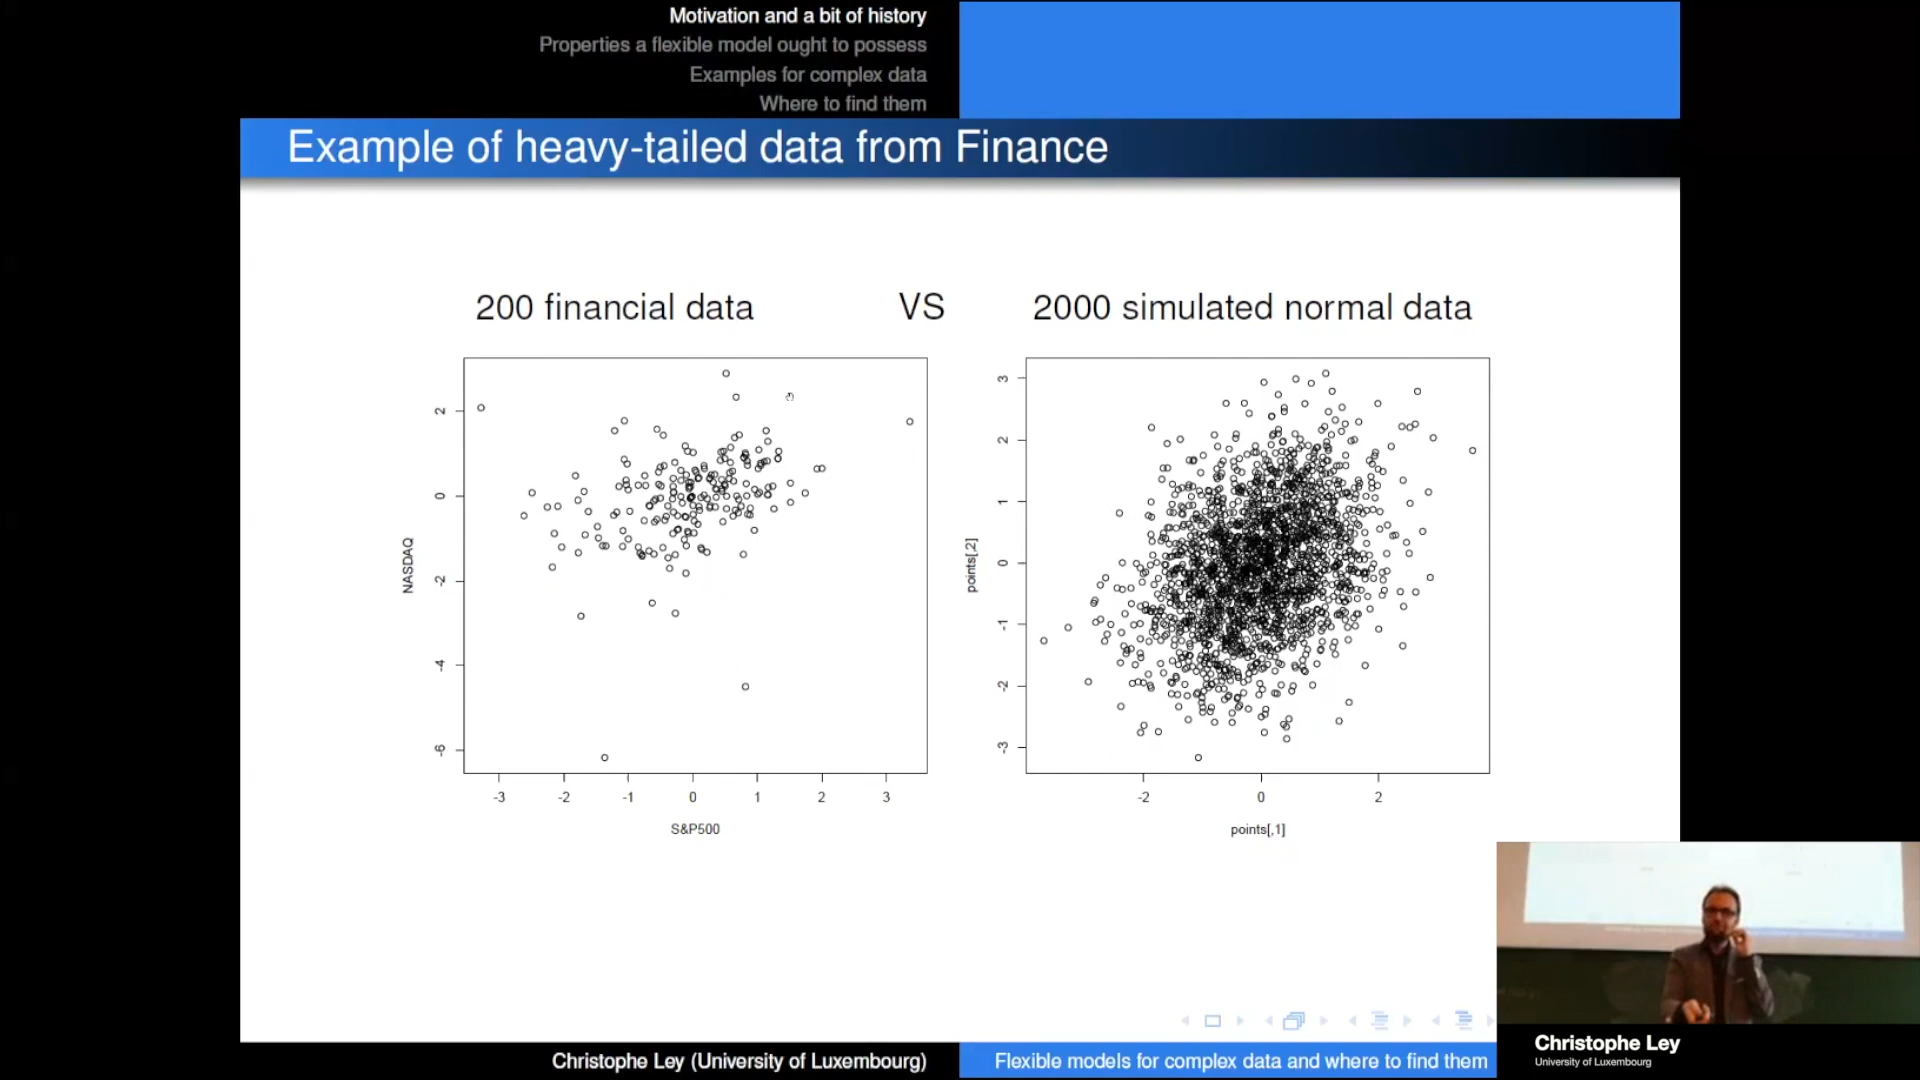 Motivation and a bit of history
Properties a flexible model ought to possess
Examples for complex data
Where to find them
Example of heavy-tailed data from Finance
200 financial data VS 2000 simulated normal data
NASDAQ
2
0
-2
-4
-6
-3 -2 -1 0 1 2 3
S&P500
points[,2]
3
2
1
0
-1
-2
-3
-2 0 2
points[,1]
Christophe Ley (University of Luxembourg)
Flexible models for complex data and where to find them
Christophe Ley
University of Luxembourg